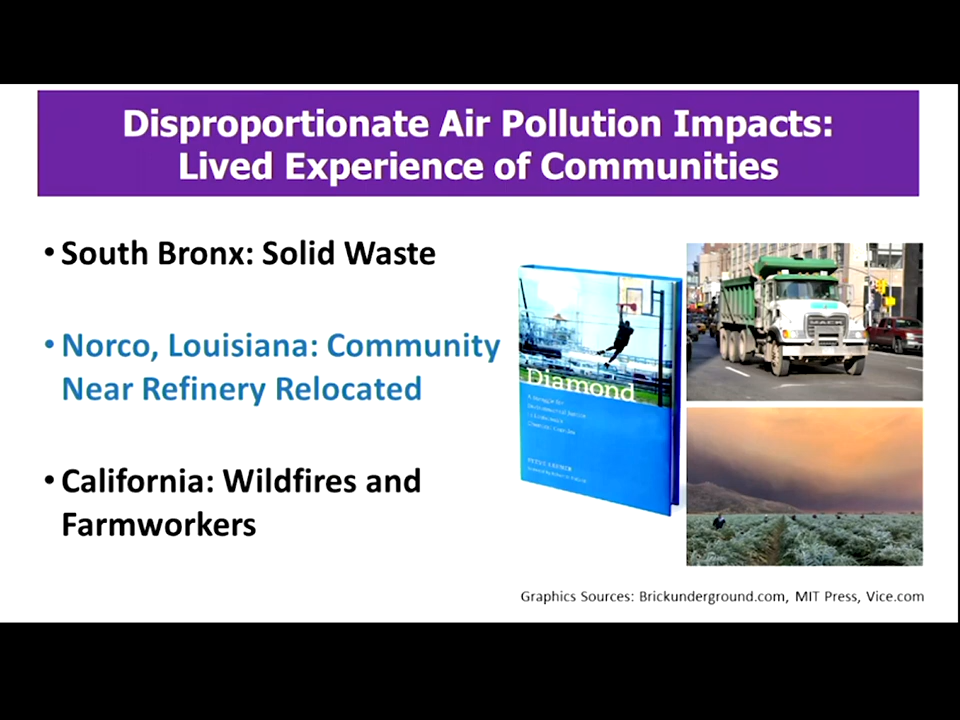 Disproportionate Air Pollution Impacts:
Lived Experience of Communities
• South Bronx: Solid Waste
• Norco, Louisiana: Community
Near Refinery Relocated
• California: Wildfires and
Farmworkers
Diamond
MACK
Graphics Sources: Brickunderground.com, MIT Press, Vice.com